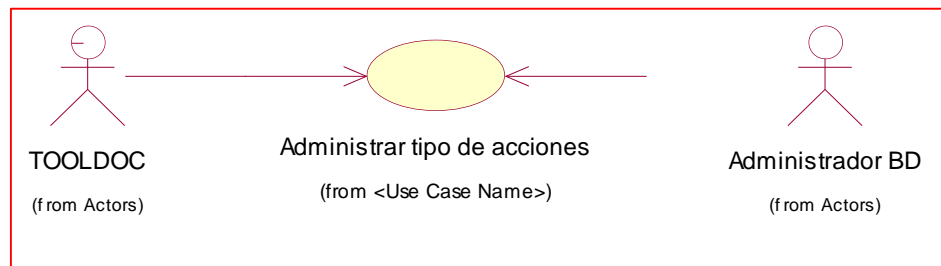 TOOLDOC
(from Actors)
Administrar tipo de acciones
(from <Use Case Name>)
Administrador BD
(from Actors)